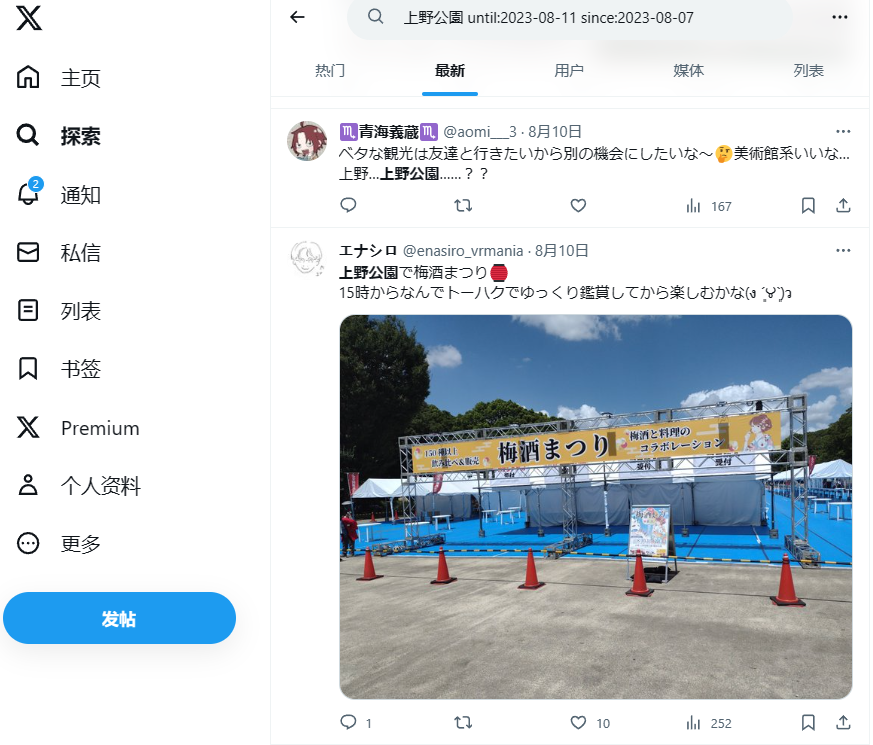 上野公園 until:2023-08-11 since:2023-08-07
热门
最新
用户
媒体
列表
主页
探索
2
通知
私信
列表
书签
Premium
个人资料
更多
发帖
♏青海義蔵♏ @aomi___3 · 8月10日
ベタな観光は友達と行きたいから別の機会にしたいな〜🤔美術館系いいな…
上野…上野公園……？？
167
エナシロ @enasiro_vrmania · 8月10日
上野公園で梅酒まつり🏮
15時からなんでトーハクでゆっくり鑑賞してから楽しむかな
150種以上
飲み比べ&販売
梅酒まつり
梅酒と料理の
コラボレーション
受付
受付
1
10
252